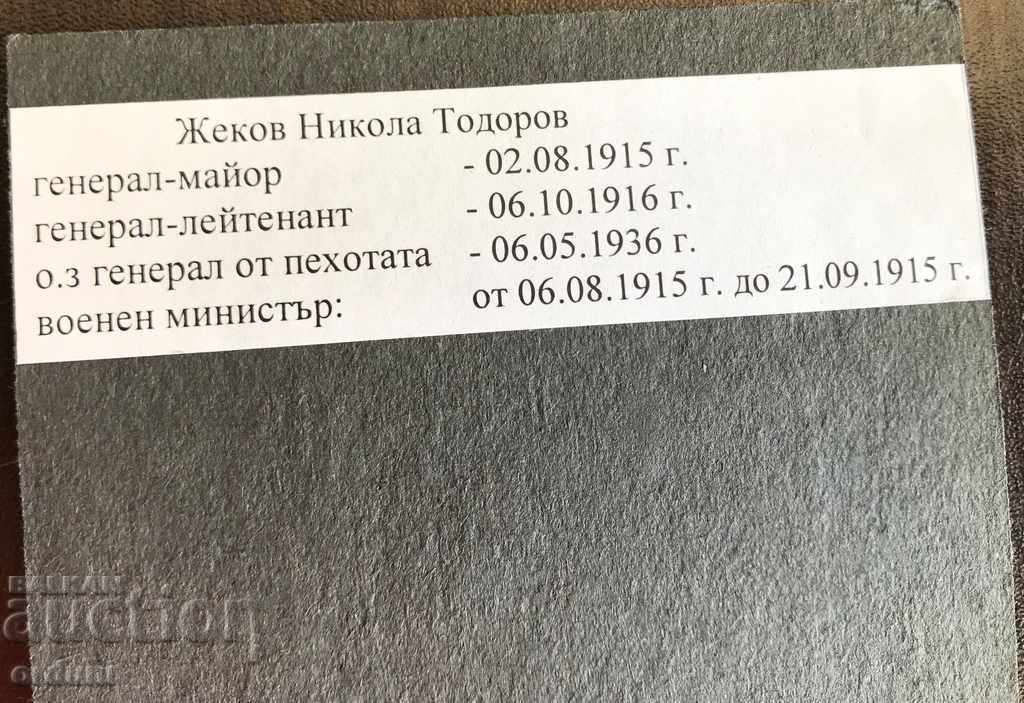 Жеков Никола Тодоров
генерал-майор - 02.08.1915 г.
генерал-лейтенант - 06.10.1916 г.
о.з генерал от пехотата - 06.05.1936 г.
военен министър: от 06.08.1915 г. до 21.09.1915 г.
БАЛКАН
auction